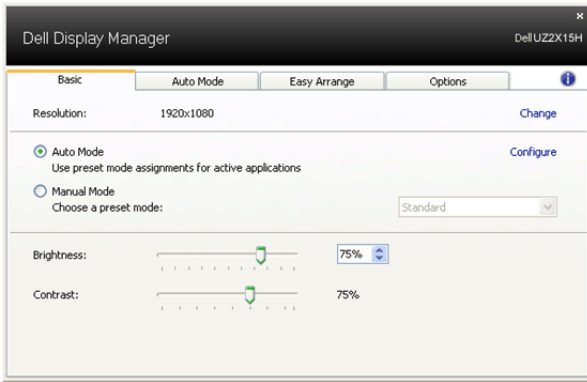 Dell Display Manager
Dell UZ2X15H
Basic
Auto Mode
Easy Arrange
Options
Resolution:
1920x1080
Change
Auto Mode
Configure
Use preset mode assignments for active applications
Manual Mode
Choose a preset mode:
Standard
Brightness:
75%
Contrast:
75%